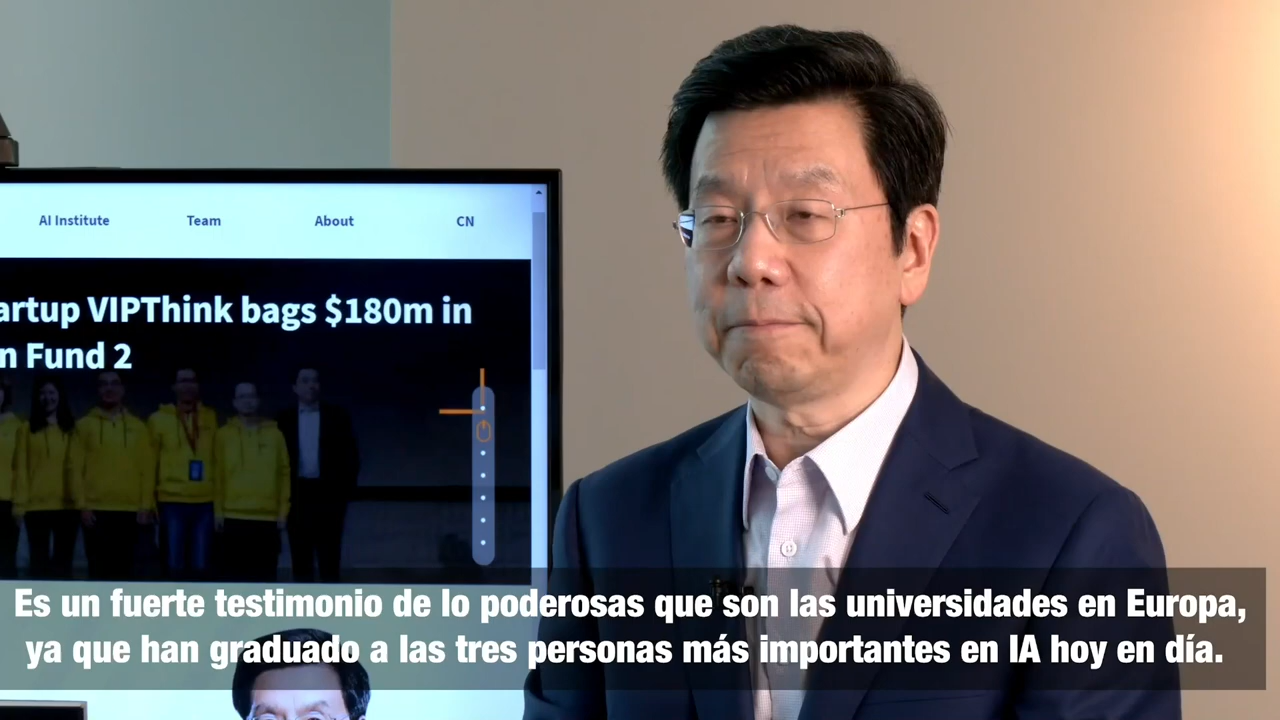 AI Institute Team About CN
artup VIPThink bags $180m in
n Fund 2
Es un fuerte testimonio de lo poderosas que son las universidades en Europa,
ya que han graduado a las tres personas más importantes en IA hoy en día.